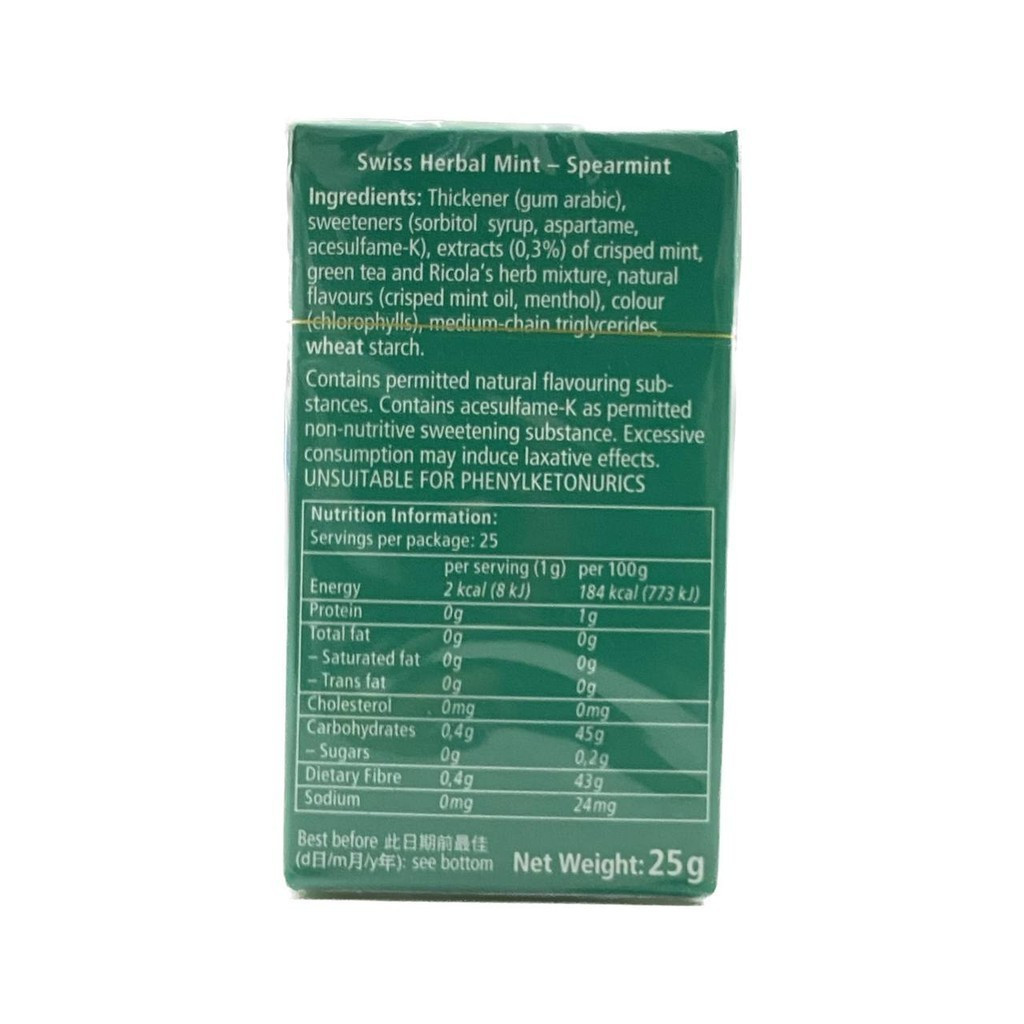 Swiss Herbal Mint – Spearmint
Ingredients: Thickener (gum arabic),
sweeteners (sorbitol syrup, aspartame,
acesulfame-K), extracts (0,3%) of crisped mint,
green tea and Ricola's herb mixture, natural
flavours (crisped mint oil, menthol), colour
(chlorophylls), medium-chain triglycerides,
wheat starch.
Contains permitted natural flavouring sub-
stances. Contains acesulfame-K as permitted
non-nutritive sweetening substance. Excessive
consumption may induce laxative effects.
UNSUITABLE FOR PHENYLKETONURICS
Nutrition Information:
Servings per package: 25
per serving (1g) per 100g
Energy 2 kcal (8 kJ) 184 kcal (773 kJ)
Protein 0g 1g
Total fat 0g 0g
– Saturated fat 0g 0g
– Trans fat 0g 0g
Cholesterol 0mg 0mg
Carbohydrates 0,4g 45g
– Sugars 0g 0,2g
Dietary Fibre 0,4g 43g
Sodium 0mg 24mg
Best before 此日期前最佳
(d日/m月/y年): see bottom Net Weight: 25g